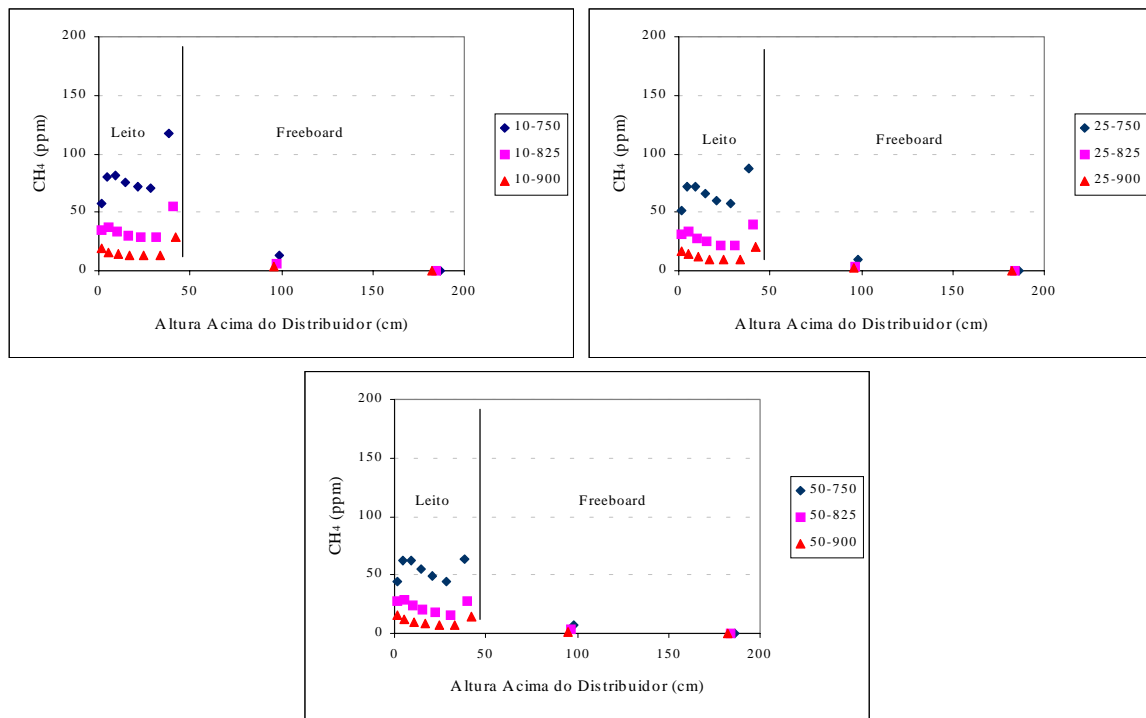 200
150
100
50
0
CH4 (ppm)
Leito
Freeboard
0 50 100 150 200
Altura Acima do Distribuidor (cm)
10-750
10-825
10-900
200
150
100
50
0
CH4 (ppm)
Leito
Freeboard
0 50 100 150 200
Altura Acima do Distribuidor (cm)
25-750
25-825
25-900
200
150
100
50
0
CH4 (ppm)
Leito
Freeboard
0 50 100 150 200
Altura Acima do Distribuidor (cm)
50-750
50-825
50-900